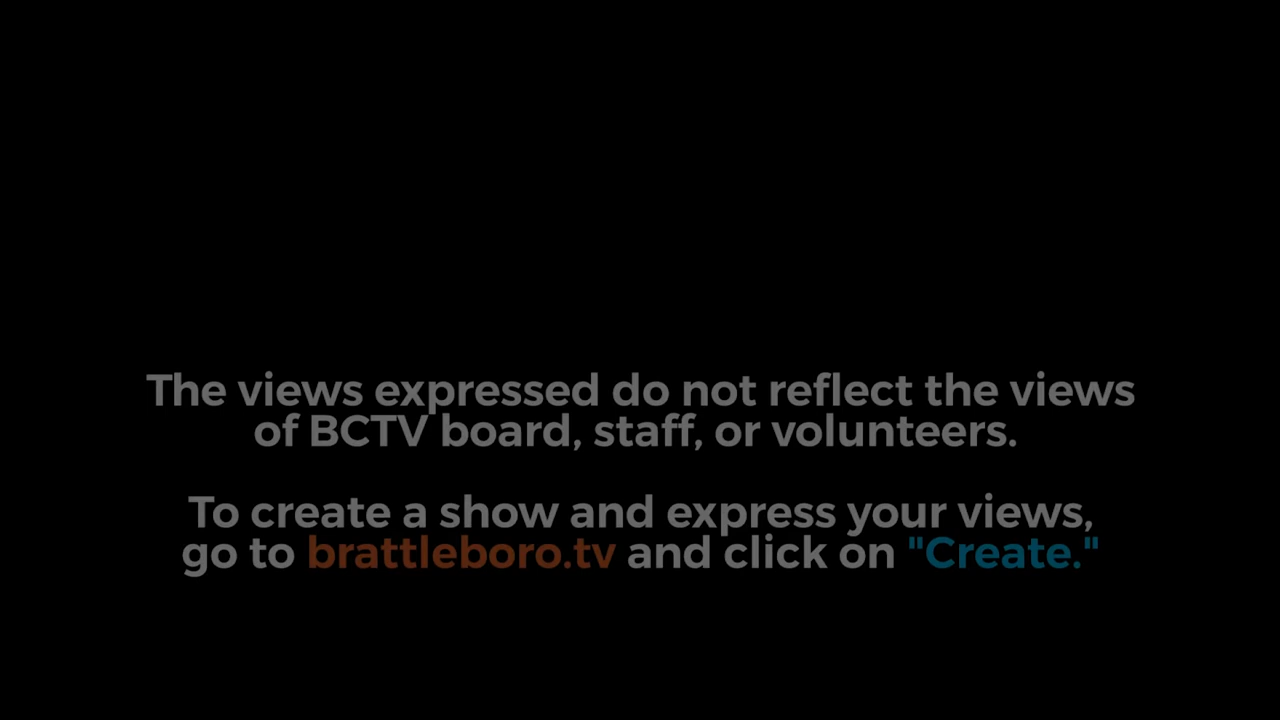 The views expressed do not reflect the views
of BCTV board, staff, or volunteers.
To create a show and express your views,
go to brattleboro.tv and click on "Create."